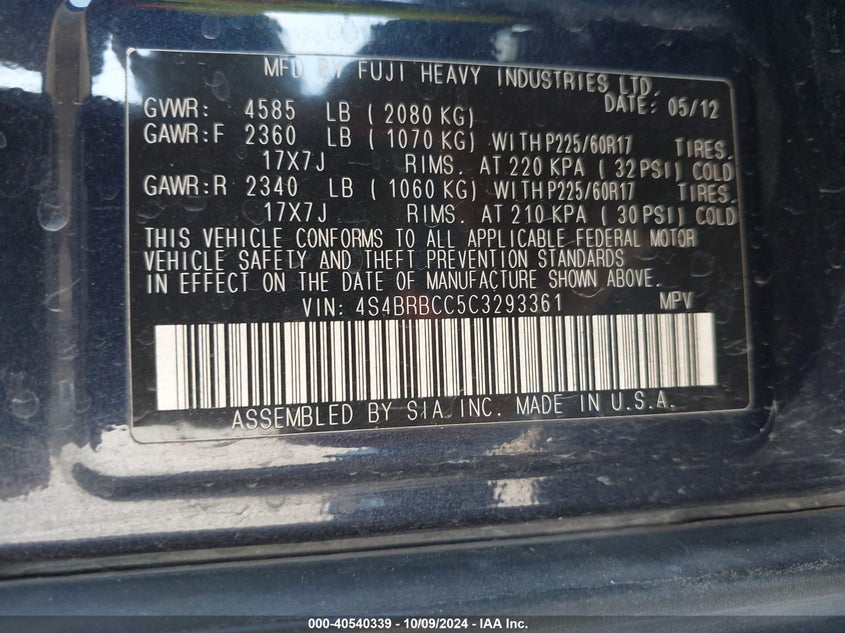 MFD BY FUJI HEAVY INDUSTRIES LTD.
DATE: 05/12
GVWR: 4585 LB ( 2080 KG)
GAWR:F 2360 LB ( 1070 KG) WITH P225/60R17 TIRES.
17X7J RIMS. AT 220 KPA ( 32 PSI) COLD
GAWR:R 2340 LB ( 1060 KG) WITH P225/60R17 TIRES.
17X7J RIMS. AT 210 KPA ( 30 PSI) COLD
THIS VEHICLE CONFORMS TO ALL APPLICABLE FEDERAL MOTOR
VEHICLE SAFETY AND THEFT PREVENTION STANDARDS
IN EFFECT ON THE DATE OF MANUFACTURE SHOWN ABOVE.
VIN: 4S4BRBCC5C3293361 MPV
ASSEMBLED BY SIA INC. MADE IN U.S.A.
000-40540339 - 10/09/2024 - IAA Inc.